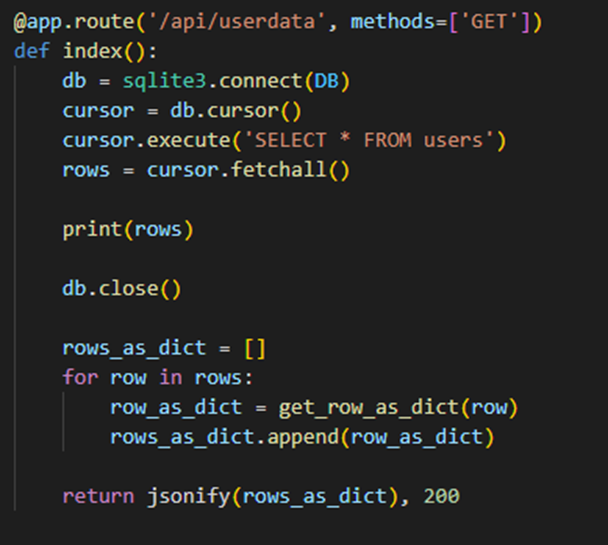 @app.route('/api/userdata', methods=['GET'])
def index():
    db = sqlite3.connect(DB)
    cursor = db.cursor()
    cursor.execute('SELECT * FROM users')
    rows = cursor.fetchall()
    print(rows)
    db.close()
    rows_as_dict = []
    for row in rows:
        row_as_dict = get_row_as_dict(row)
        rows_as_dict.append(row_as_dict)
    return jsonify(rows_as_dict), 200